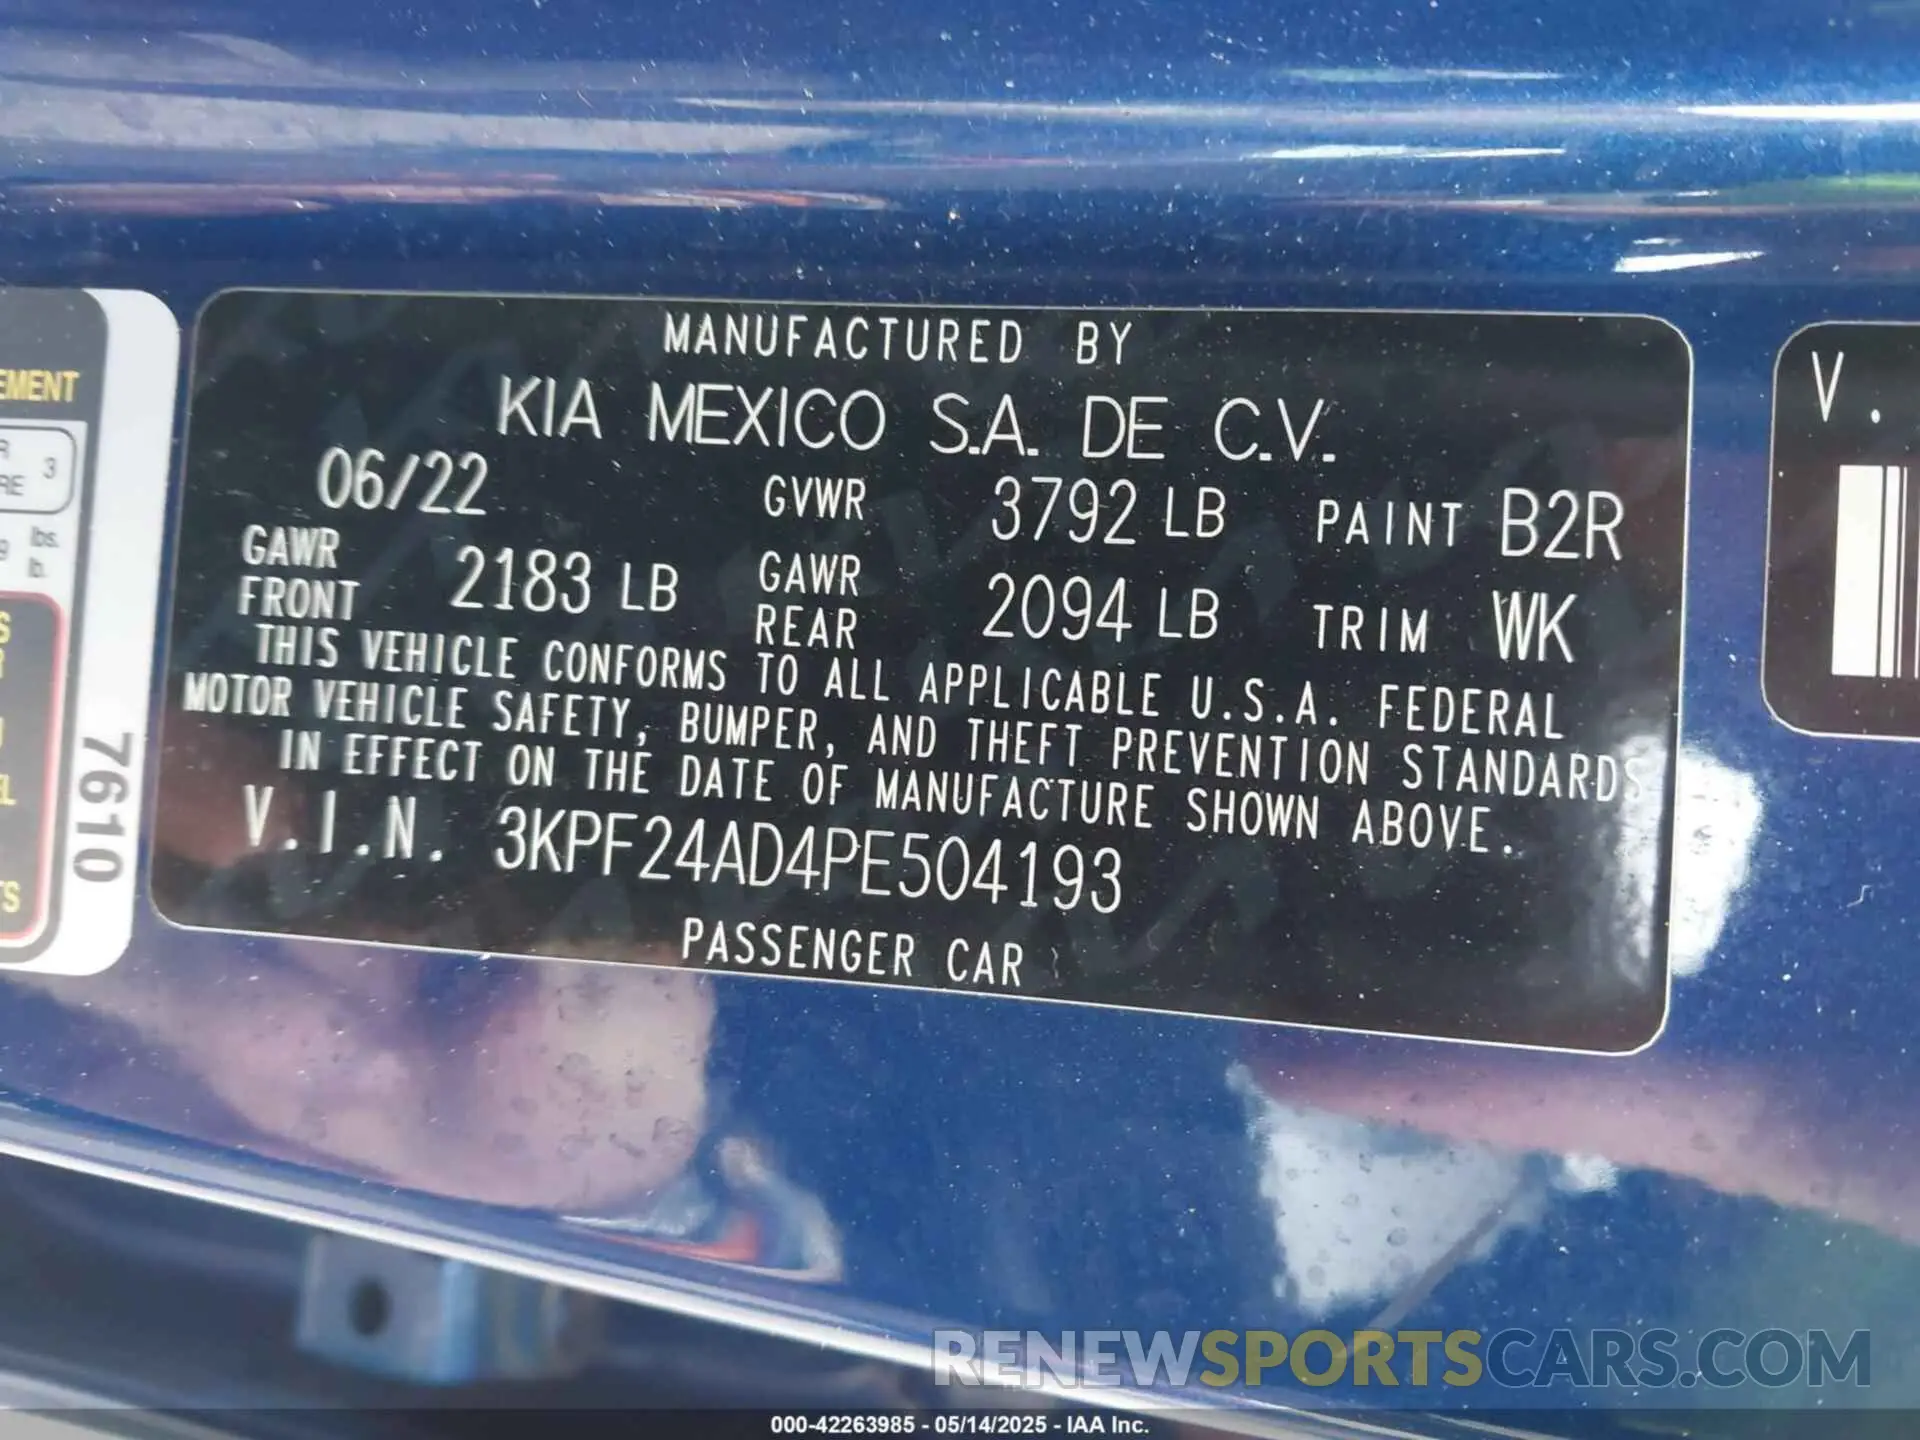 MANUFACTURED BY
KIA MEXICO S.A. DE C.V.
06/22 GVWR 3792 LB PAINT B2R
GAWR FRONT 2183 LB GAWR REAR 2094 LB TRIM WK
THIS VEHICLE CONFORMS TO ALL APPLICABLE U.S.A. FEDERAL
MOTOR VEHICLE SAFETY, BUMPER, AND THEFT PREVENTION STANDARDS
IN EFFECT ON THE DATE OF MANUFACTURE SHOWN ABOVE.
V.I.N. 3KPF24AD4PE504193
PASSENGER CAR
EMENT
3
lbs.
lb.
7610
V.
RENEWSPORTSCARS.COM
000-42263985 - 05/14/2025 - IAA Inc.